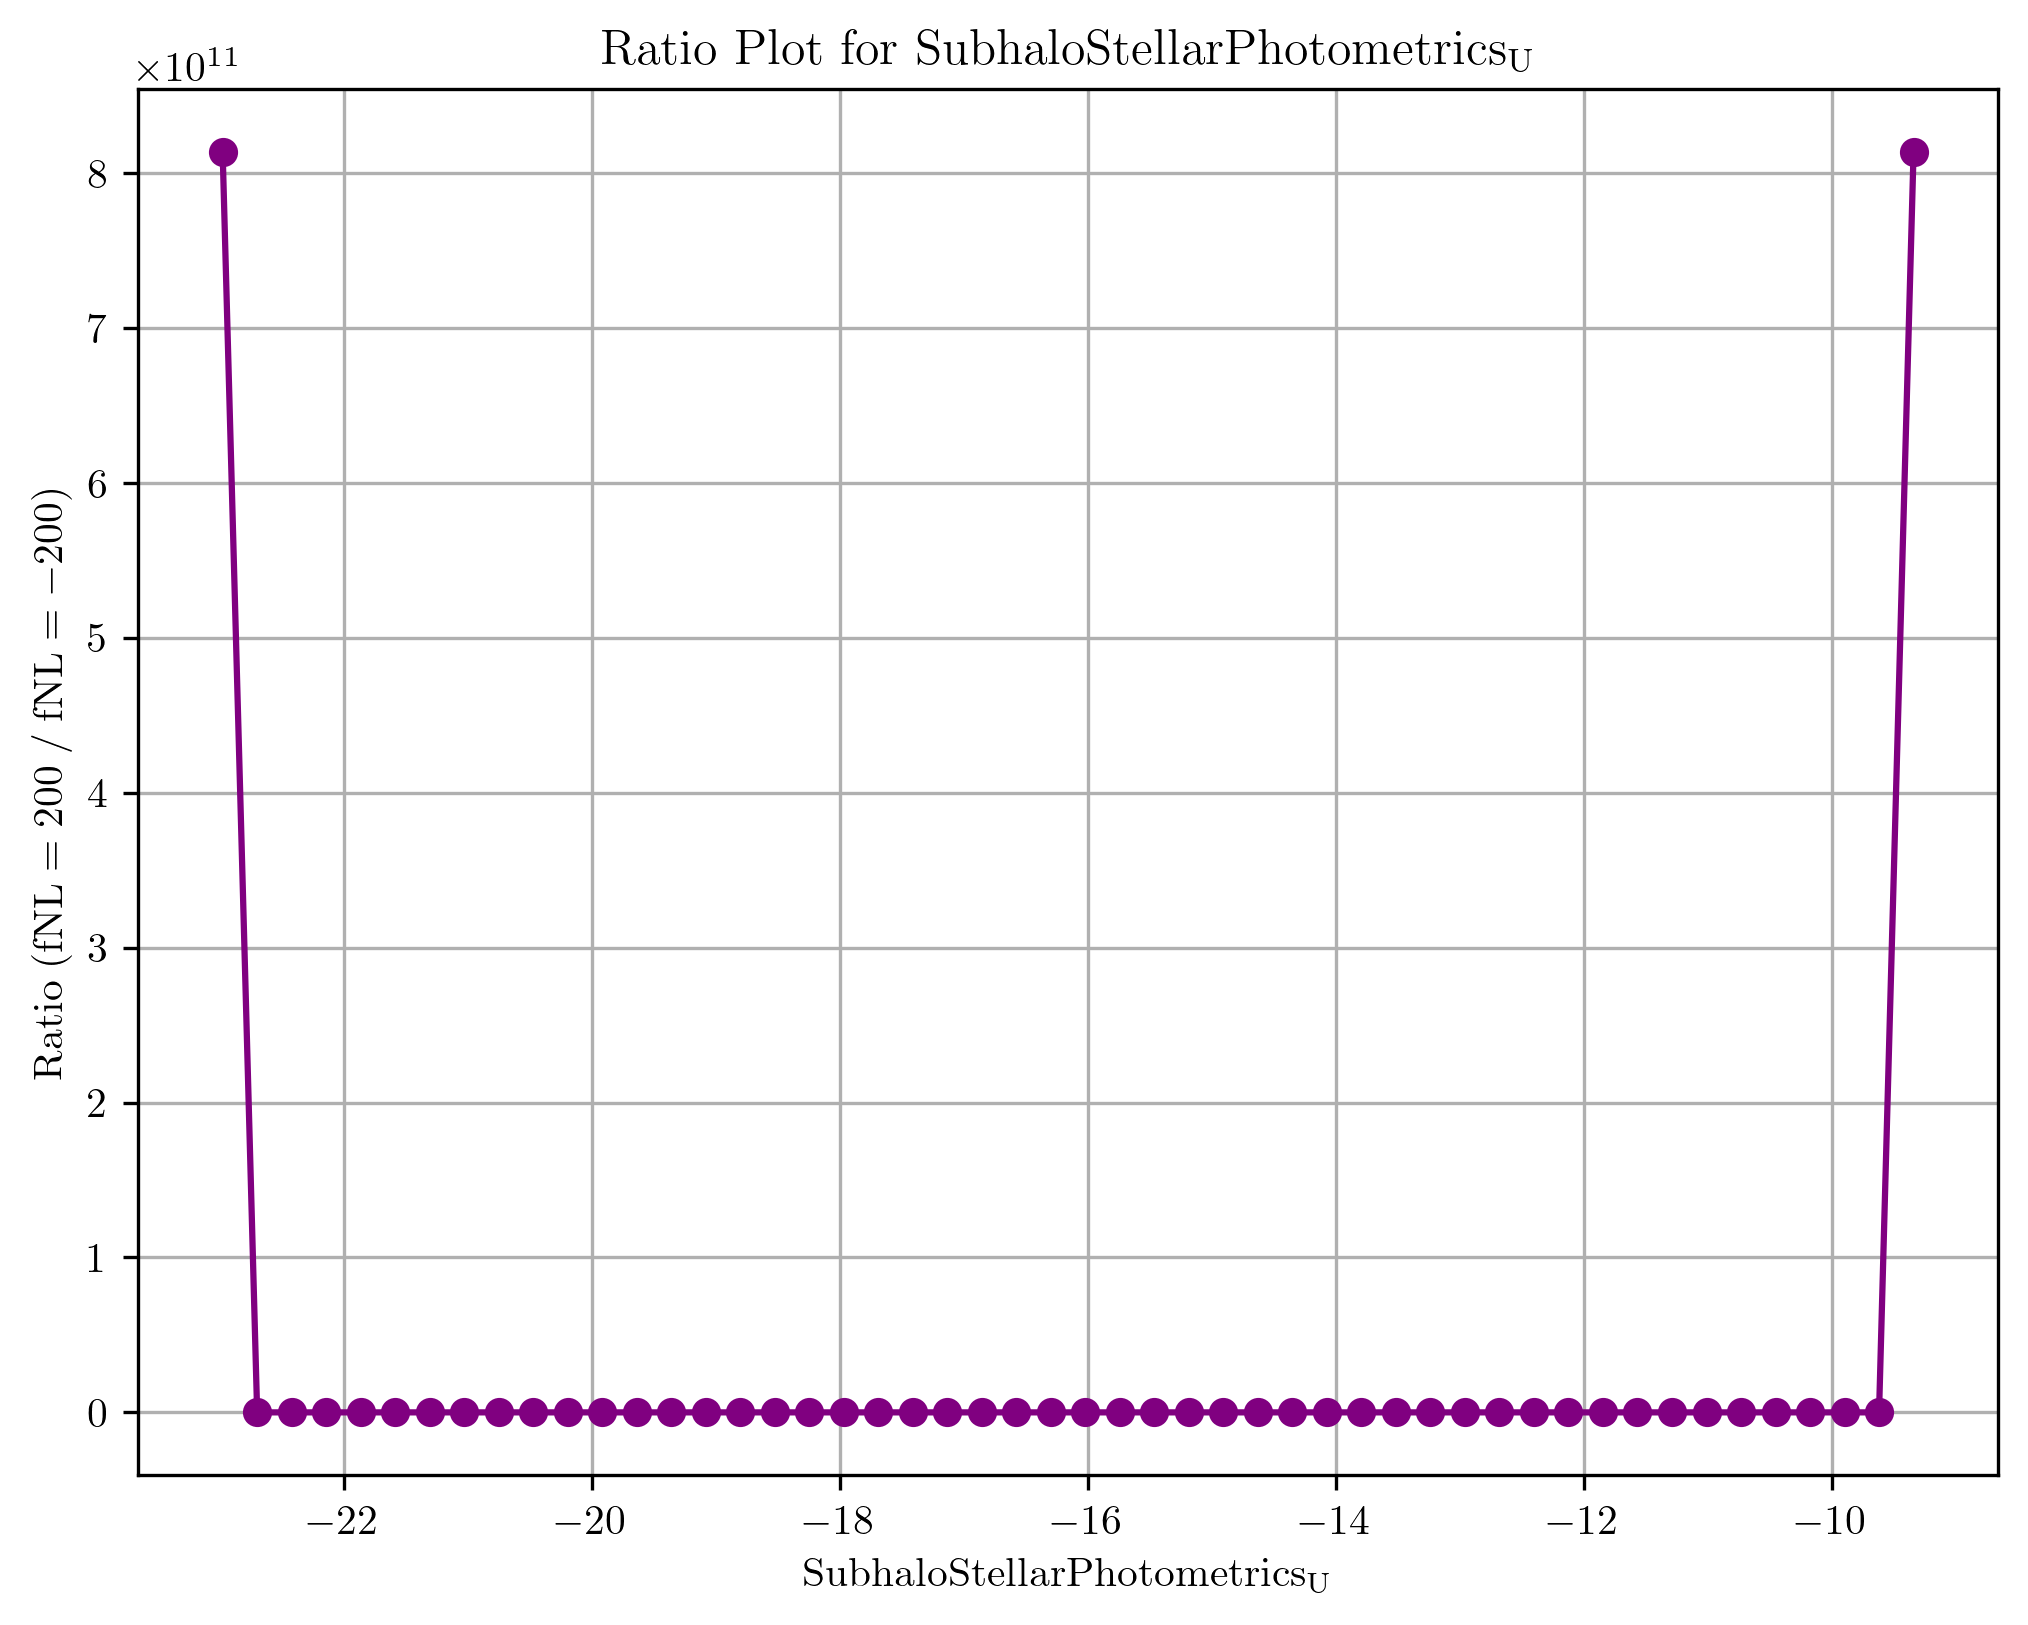 Ratio Plot for SubhaloStellarPhotometrics_U
×10^11
8
7
6
5
4
3
2
1
0
Ratio (fNL = 200 / fNL = −200)
−22 −20 −18 −16 −14 −12 −10
SubhaloStellarPhotometrics_U